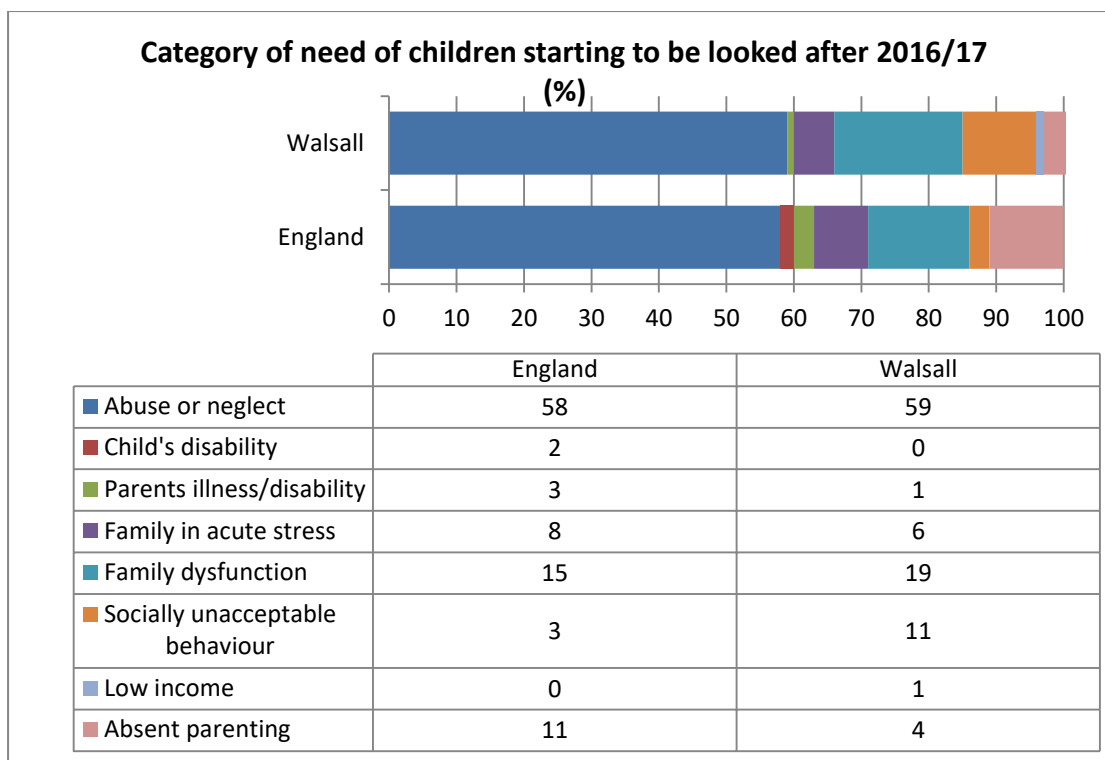 Category of need of children starting to be looked after 2016/17
(%)
Walsall
England
0 10 20 30 40 50 60 70 80 90 100
England Walsall
Abuse or neglect 58 59
Child's disability 2 0
Parents illness/disability 3 1
Family in acute stress 8 6
Family dysfunction 15 19
Socially unacceptable
behaviour 3 11
Low income 0 1
Absent parenting 11 4